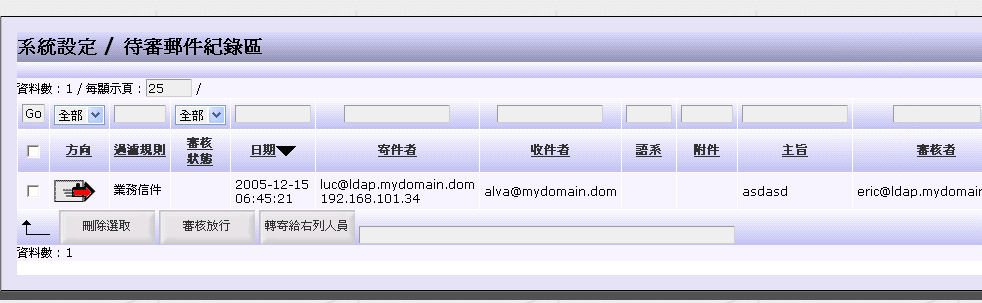 系統設定 / 待審郵件紀錄區
資料數：1 / 每顯示頁：25 /
Go 全部 全部
方向 過濾規則 審核狀態 日期 寄件者 收件者 語系 附件 主旨 審核者
業務信件 2005-12-15 06:45:21 luc@ldap.mydomain.dom 192.168.101.34 alva@mydomain.dom asdasd eric@ldap.mydomain
刪除選取 審核放行 轉寄給右列人員
資料數：1